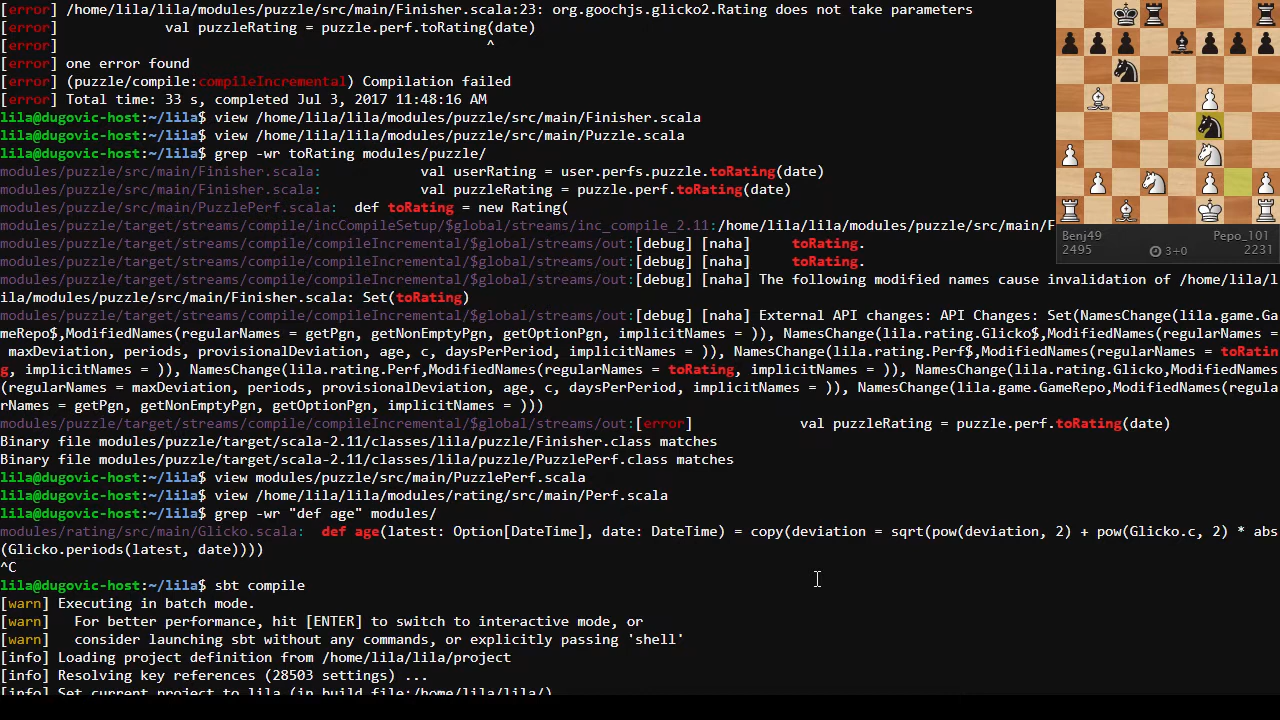 [error] /home/lila/lila/modules/puzzle/src/main/Finisher.scala:23: org.goochjs.glicko2.Rating does not take parameters
[error]             val puzzleRating = puzzle.perf.toRating(date)
[error]                                                    ^
[error] one error found
[error] (puzzle/compile:compileIncremental) Compilation failed
[error] Total time: 33 s, completed Jul 3, 2017 11:48:16 AM
lila@dugovic-host:~/lila$ view /home/lila/lila/modules/puzzle/src/main/Finisher.scala
lila@dugovic-host:~/lila$ view /home/lila/lila/modules/puzzle/src/main/Puzzle.scala
lila@dugovic-host:~/lila$ grep -wr toRating modules/puzzle/
modules/puzzle/src/main/Finisher.scala:            val userRating = user.perfs.puzzle.toRating(date)
modules/puzzle/src/main/Finisher.scala:            val puzzleRating = puzzle.perf.toRating(date)
modules/puzzle/src/main/PuzzlePerf.scala:  def toRating = new Rating(
modules/puzzle/target/streams/compile/incCompileSetup/$global/streams/inc_compile_2.11:/home/lila/lila/modules/puzzle/src/main/F
modules/puzzle/target/streams/compile/compileIncremental/$global/streams/out:[debug] [naha]     toRating.
modules/puzzle/target/streams/compile/compileIncremental/$global/streams/out:[debug] [naha]     toRating.
modules/puzzle/target/streams/compile/compileIncremental/$global/streams/out:[debug] [naha] The following modified names cause invalidation of /home/lila/l
ila/modules/puzzle/src/main/Finisher.scala: Set(toRating)
modules/puzzle/target/streams/compile/compileIncremental/$global/streams/out:[debug] [naha] External API changes: API Changes: Set(NamesChange(lila.game.Ga
meRepo$,ModifiedNames(regularNames = getPgn, getNonEmptyPgn, getOptionPgn, implicitNames = )), NamesChange(lila.rating.Glicko$,ModifiedNames(regularNames =
 maxDeviation, periods, provisionalDeviation, age, c, daysPerPeriod, implicitNames = )), NamesChange(lila.rating.Perf$,ModifiedNames(regularNames = toRatin
g, implicitNames = )), NamesChange(lila.rating.Perf,ModifiedNames(regularNames = toRating, implicitNames = )), NamesChange(lila.rating.Glicko,ModifiedNames
(regularNames = maxDeviation, periods, provisionalDeviation, age, c, daysPerPeriod, implicitNames = )), NamesChange(lila.game.GameRepo,ModifiedNames(regula
rNames = getPgn, getNonEmptyPgn, getOptionPgn, implicitNames = )))
modules/puzzle/target/streams/compile/compileIncremental/$global/streams/out:[error]             val puzzleRating = puzzle.perf.toRating(date)
Binary file modules/puzzle/target/scala-2.11/classes/lila/puzzle/Finisher.class matches
Binary file modules/puzzle/target/scala-2.11/classes/lila/puzzle/PuzzlePerf.class matches
lila@dugovic-host:~/lila$ view modules/puzzle/src/main/PuzzlePerf.scala
lila@dugovic-host:~/lila$ view /home/lila/lila/modules/rating/src/main/Perf.scala
lila@dugovic-host:~/lila$ grep -wr "def age" modules/
modules/rating/src/main/Glicko.scala:  def age(latest: Option[DateTime], date: DateTime) = copy(deviation = sqrt(pow(deviation, 2) + pow(Glicko.c, 2) * abs
(Glicko.periods(latest, date))))
^C
lila@dugovic-host:~/lila$ sbt compile
[warn] Executing in batch mode.
[warn]   For better performance, hit [ENTER] to switch to interactive mode, or
[warn]   consider launching sbt without any commands, or explicitly passing 'shell'
[info] Loading project definition from /home/lila/lila/project
[info] Resolving key references (28503 settings) ...
[info] Set current project to lila (in build file:/home/lila/lila/)
Benj49 Pepo_101
2495 3+0 2231